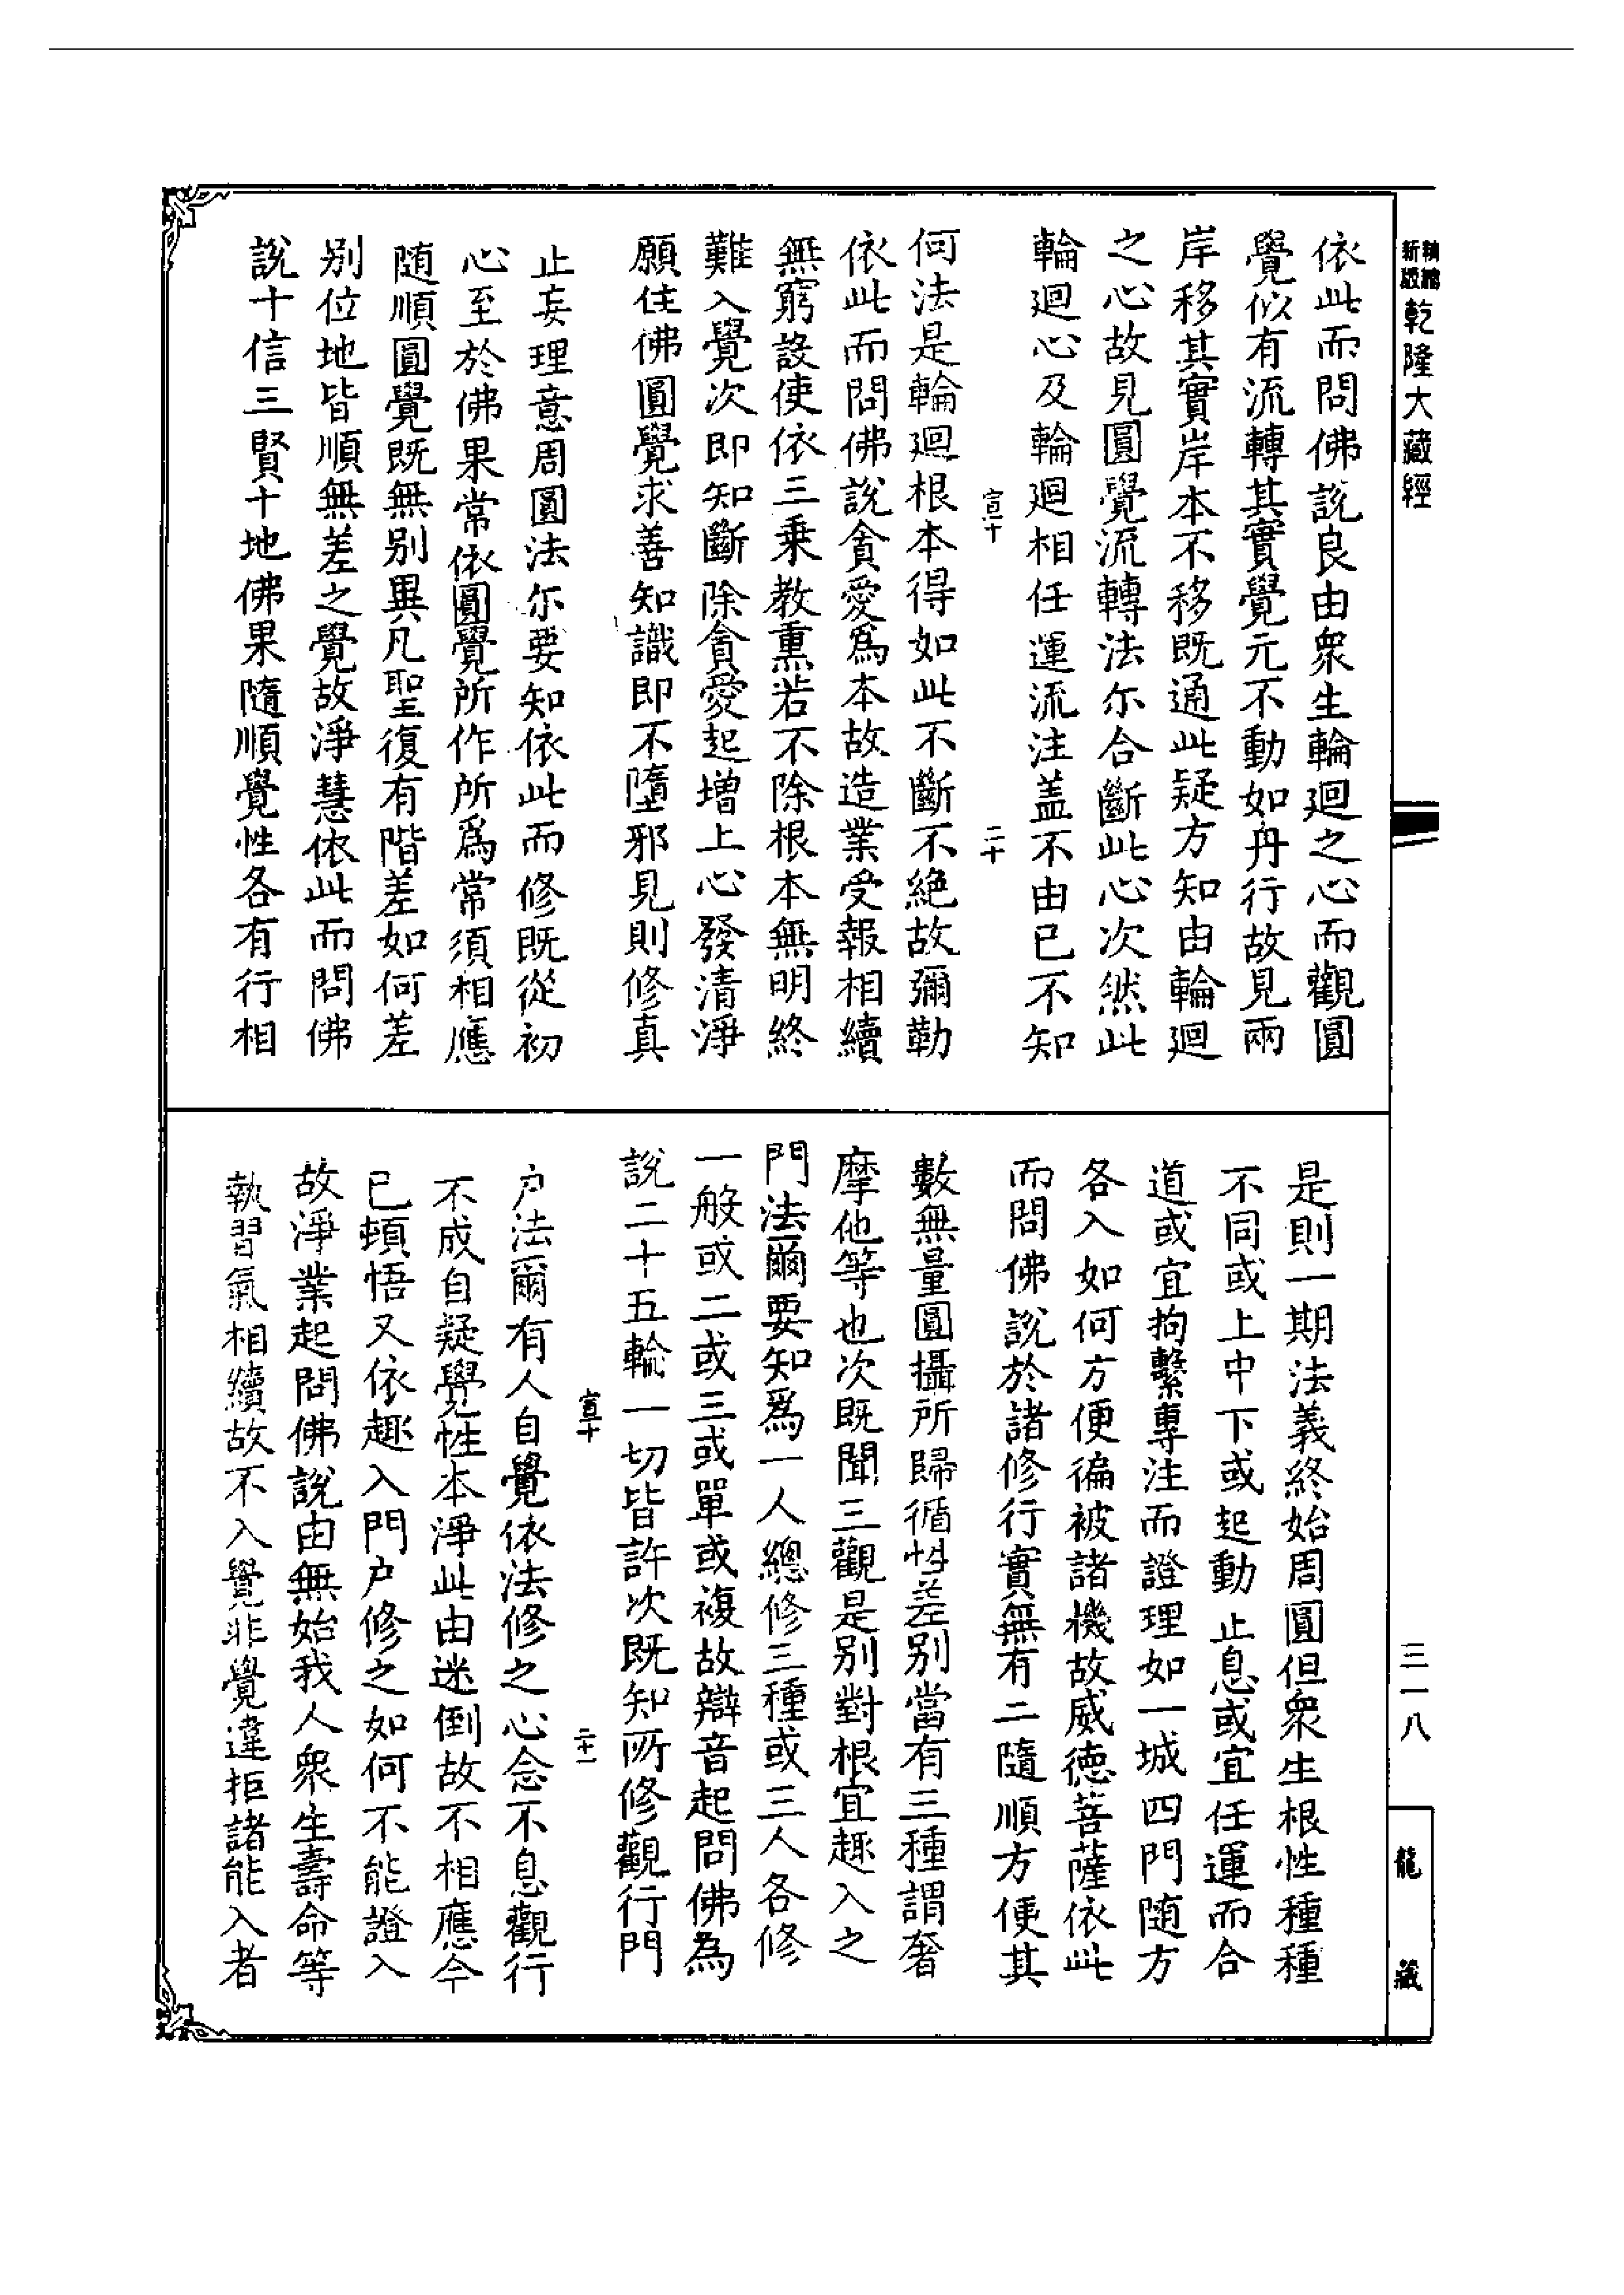 新版精縮乾隆大藏經
依此而問佛說良由衆生輪迴之心而觀圓
覺似有流轉其實覺元不動如舟行故見兩
岸移其實岸本不移既通此疑方知由輪迴
之心故見圓覺流轉法尔合斷此心次然此
輪迴心及輪迴相任運流注盖不由已不知
宣十 二十
何法是輪迴根本得如此不斷不絕故彌勒
依此而問佛說貪愛爲本故造業受報相續
無窮設使依三乗教熏若不除根本無明終
難入覺次即知斷除貪愛起增上心發清淨
願住佛圓覺求善知識即不墮邪見則修真
止妄理意周圓法尔要知依此而修既從初
心至於佛果常依圓覺所作所爲常須相應
随順圓覺既無別異凡聖復有階差如何差
別位地皆順無差之覺故淨慧依此而問佛
說十信三賢十地佛果隨順覺性各有行相
是則一期法義終始周圓但衆生根性種種
不同或上中下或起動止息或宜任運而合
道或宜拘繫專注而證理如一城四門随方
各入如何方便徧被諸機故威德菩薩依此
而問佛說於諸修行實無有二隨順方便其
數無量圓攝所歸循性差別當有三種謂奢
摩他等也次既聞三觀是別對根宜趣入之
門法爾要知爲一人總修三種或三人各修
一般或二或三或單或複故辯音起問佛為
說二十五輪一切皆許次既知所修觀行門
宣十 二十一
户法爾有人自覺依法修之心念不息觀行
不成自疑覺性本淨此由迷倒故不相應今
已頓悟又依趣入門户修之如何不能證入
故淨業起問佛說由無始我人衆生壽命等
執習氣相續故不入覺非覺違拒諸能入者
三一八
龍藏